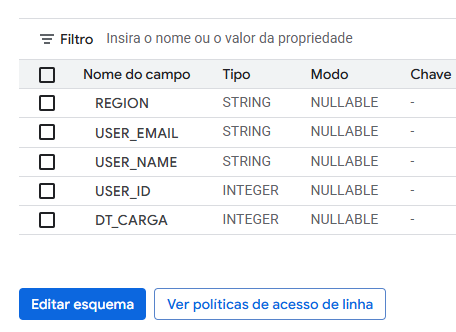 Filtro Insira o nome ou o valor da propriedade
Nome do campo Tipo Modo Chave
REGION STRING NULLABLE -
USER_EMAIL STRING NULLABLE -
USER_NAME STRING NULLABLE -
USER_ID INTEGER NULLABLE -
DT_CARGA INTEGER NULLABLE -
Editar esquema Ver políticas de acesso de linha